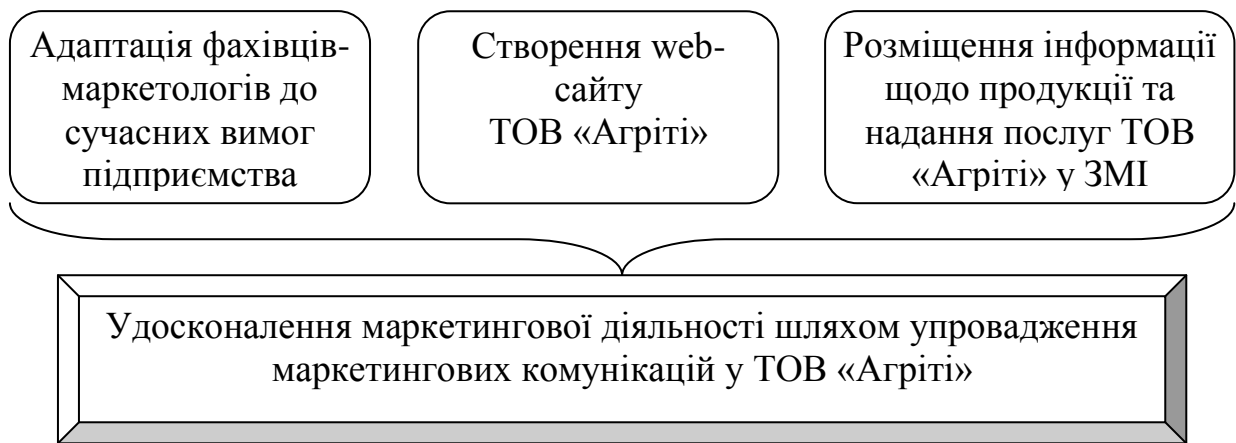 Адаптація фахівців-
маркетологів до
сучасних вимог
підприємства
Створення web-
сайту
ТОВ «Агріті»
Розміщення інформації
щодо продукції та
надання послуг ТОВ
«Агріті» у ЗМІ
Удосконалення маркетингової діяльності шляхом упровадження
маркетингових комунікацій у ТОВ «Агріті»